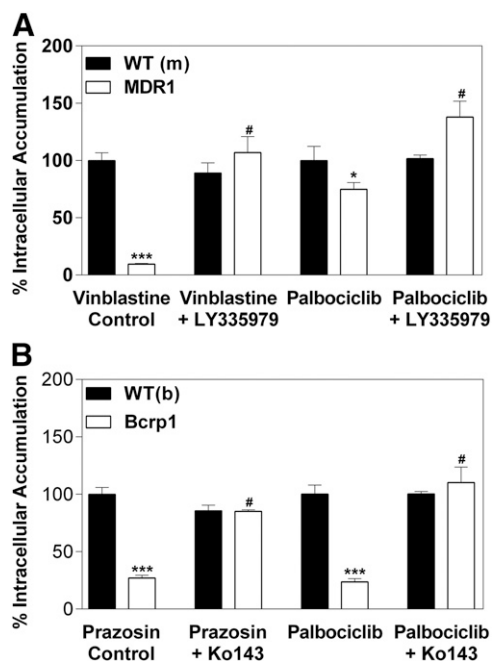 A
% Intracellular Accumulation
200
150
100
50
0
WT (m)
MDR1
***
#
*
#
Vinblastine Control
Vinblastine + LY335979
Palbociclib
Palbociclib + LY335979
B
% Intracellular Accumulation
200
150
100
50
0
WT(b)
Bcrp1
***
#
***
#
Prazosin Control
Prazosin + Ko143
Palbociclib
Palbociclib + Ko143